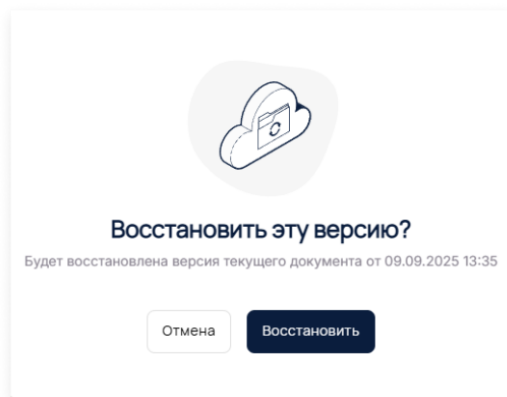 Восстановить эту версию?
Будет восстановлена версия текущего документа от 09.09.2025 13:35
Отмена
Восстановить